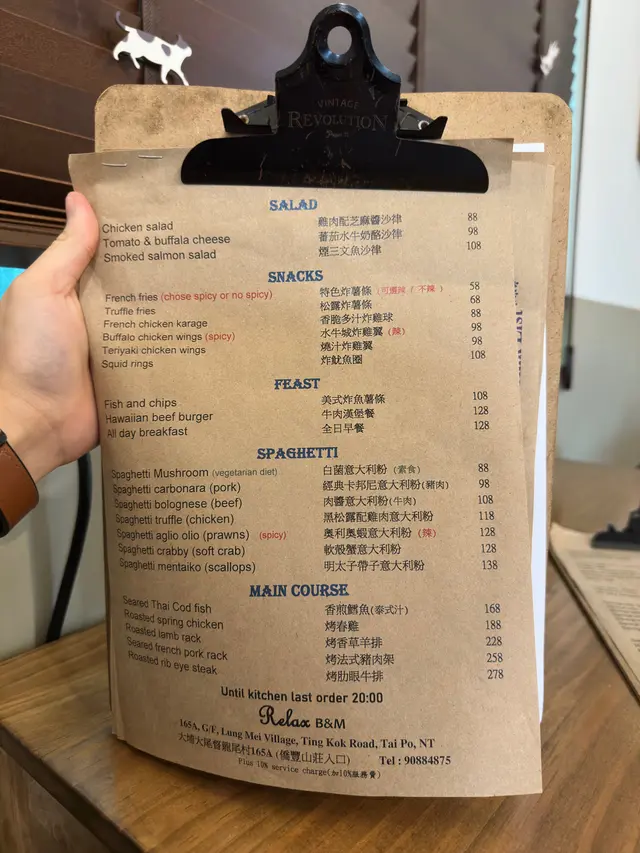 VINTAGE
REVOLUTION
SALAD
Chicken salad 雞肉配芝麻醬沙律 88
Tomato & buffala cheese 蕃茄水牛奶酪沙律 98
Smoked salmon salad 煙三文魚沙律 108
SNACKS
French fries (chose spicy or no spicy) 特色炸薯條 (可選辣 / 不辣) 58
Truffle fries 松露炸薯條 68
French chicken karage 香脆多汁炸雞球 88
Buffalo chicken wings (spicy) 水牛城炸雞翼 (辣) 98
Teriyaki chicken wings 燒汁炸雞翼 98
Squid rings 炸魷魚圈 108
FEAST
Fish and chips 美式炸魚薯條 108
Hawaiian beef burger 牛肉漢堡餐 128
All day breakfast 全日早餐 128
SPAGHETTI
Spaghetti Mushroom (vegetarian diet) 白菌意大利粉 (素食) 88
Spaghetti carbonara (pork) 經典卡邦尼意大利粉(豬肉) 98
Spaghetti bolognese (beef) 肉醬意大利粉(牛肉) 108
Spaghetti truffle (chicken) 黑松露配雞肉意大利粉 118
Spaghetti aglio olio (prawns) (spicy) 奧利奧蝦意大利粉 (辣) 128
Spaghetti crabby (soft crab) 軟殼蟹意大利粉 128
Spaghetti mentaiko (scallops) 明太子帶子意大利粉 138
MAIN COURSE
Seared Thai Cod fish 香煎鱈魚(泰式汁) 168
Roasted spring chicken 烤春雞 188
Roasted lamb rack 烤香草羊排 228
Seared french pork rack 烤法式豬肉架 258
Roasted rib eye steak 烤肋眼牛排 278
Until kitchen last order 20:00
Relax B&M
165A, G/F, Lung Mei Village, Ting Kok Road, Tai Po, NT
大埔大尾督龍尾村165A (僑豐山莊入口) Tel : 90884875
Plus 10% service charge(加10%服務費)